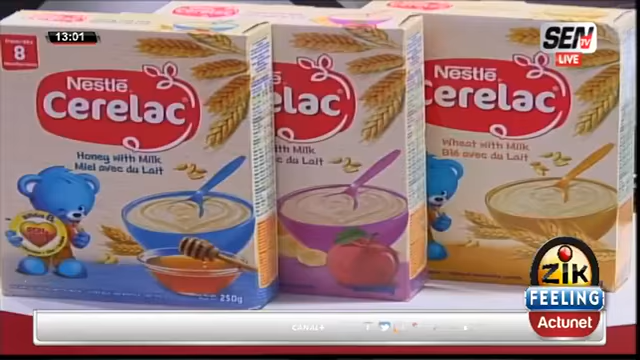 13:01
SEN TV
LIVE
8
Nestlé
Cerelac
Honey with Milk
Miel avec du Lait
250g
elac
with Milk
avec du Lait
Nestlé
Cerelac
Wheat with Milk
Blé avec du Lait
ZiK
FEELING
Actunet
CANAL+